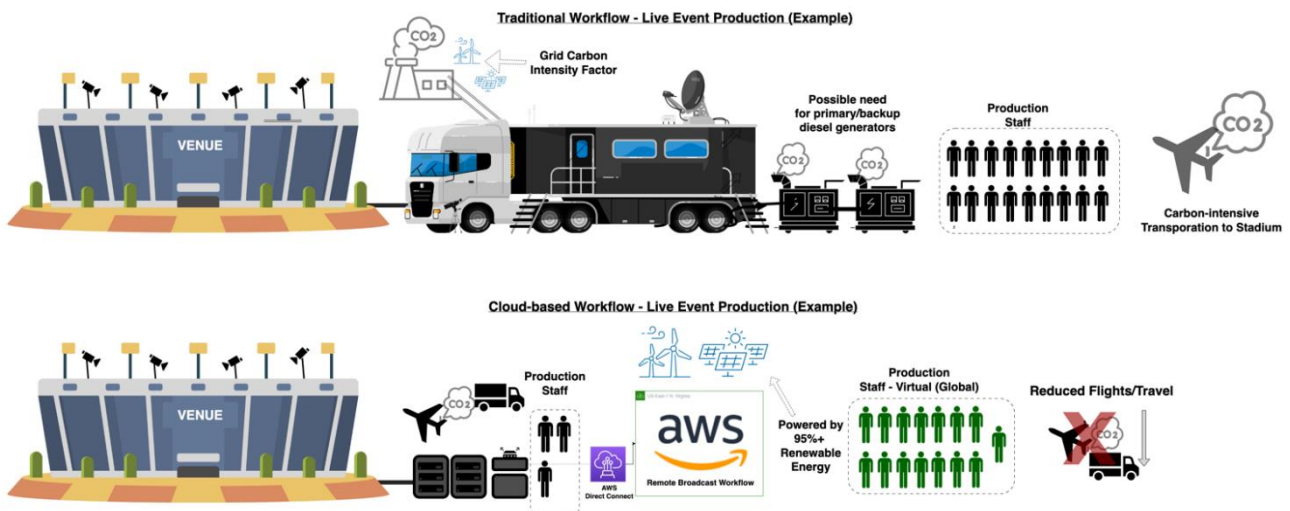 Traditional Workflow - Live Event Production (Example)
CO2
Grid Carbon
Intensity Factor
VENUE
Possible need
for primary/backup
diesel generators
CO2
CO2
Production
Staff
CO2
Carbon-intensive
Transporation to Stadium
Cloud-based Workflow - Live Event Production (Example)
VENUE
CO2
Production
Staff
AWS
Direct Connect
aws
Remote Broadcast Workflow
Powered by
95%+
Renewable
Energy
Production
Staff - Virtual (Global)
Reduced Flights/Travel
CO2